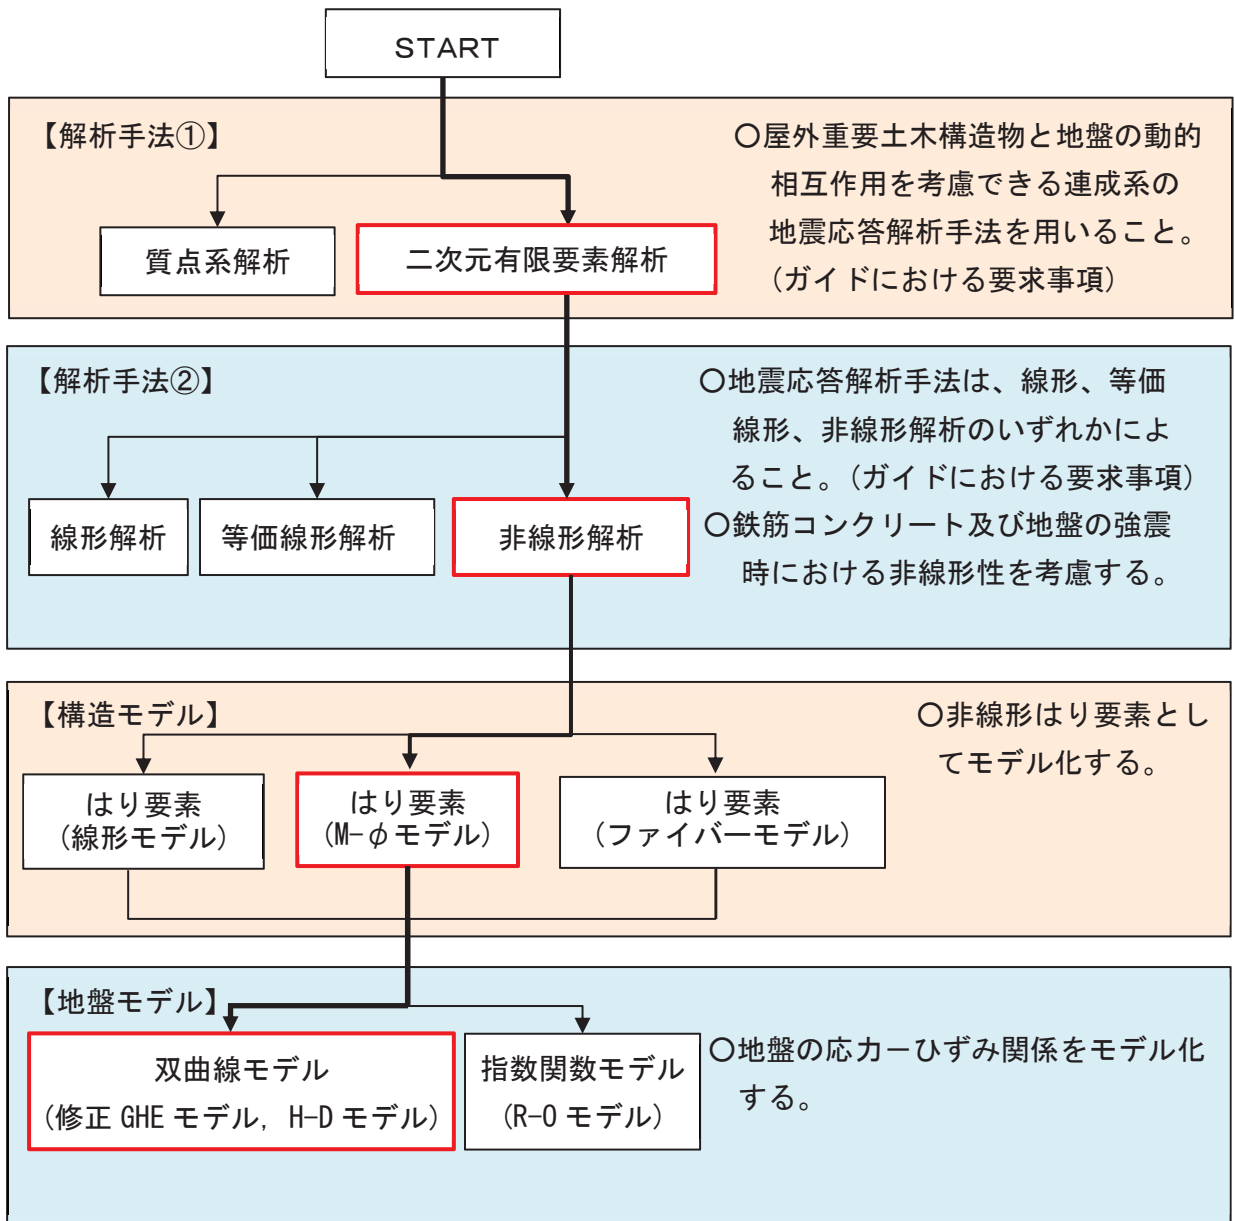 START
【解析手法①】
質点系解析
二次元有限要素解析
〇屋外重要土木構造物と地盤の動的
相互作用を考慮できる連成系の
地震応答解析手法を用いること。
(ガイドにおける要求事項)
【解析手法②】
線形解析
等価線形解析
非線形解析
〇地震応答解析手法は、線形、等価
線形、非線形解析のいずれかによ
ること。(ガイドにおける要求事項)
〇鉄筋コンクリート及び地盤の強震
時における非線形性を考慮する。
【構造モデル】
はり要素
(線形モデル)
はり要素
(M-φモデル)
はり要素
(ファイバーモデル)
〇非線形はり要素とし
てモデル化する。
【地盤モデル】
双曲線モデル
(修正 GHE モデル, H-D モデル)
指数関数モデル
(R-O モデル)
〇地盤の応力－ひずみ関係をモデル化
する。